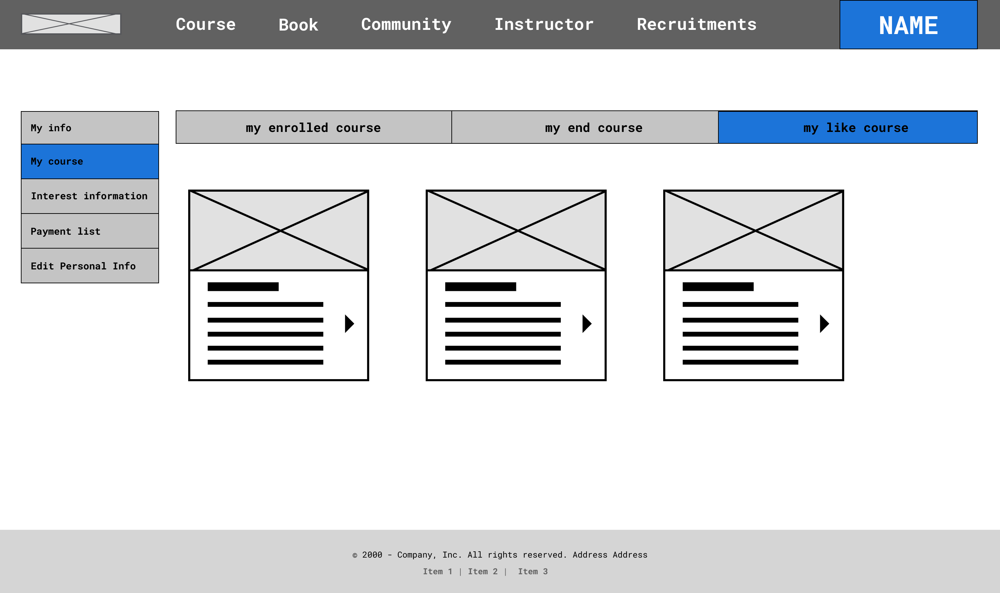 Course Book Community Instructor Recruitments NAME
My info
My course
Interest information
Payment list
Edit Personal Info
my enrolled course my end course my like course
© 2000 - Company, Inc. All rights reserved. Address Address
Item 1 | Item 2 | Item 3